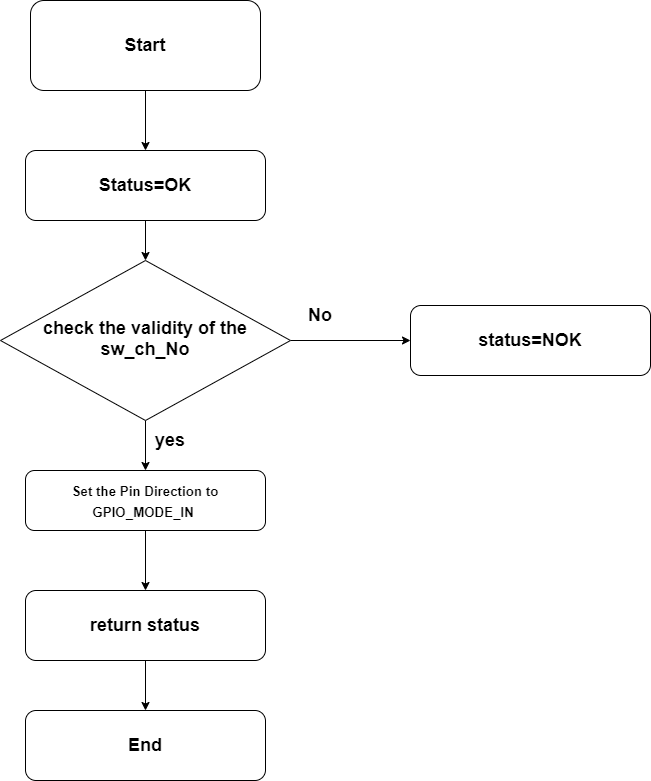 Start
Status=OK
check the validity of the
sw_ch_No
No
status=NOK
yes
Set the Pin Direction to
GPIO_MODE_IN
return status
End